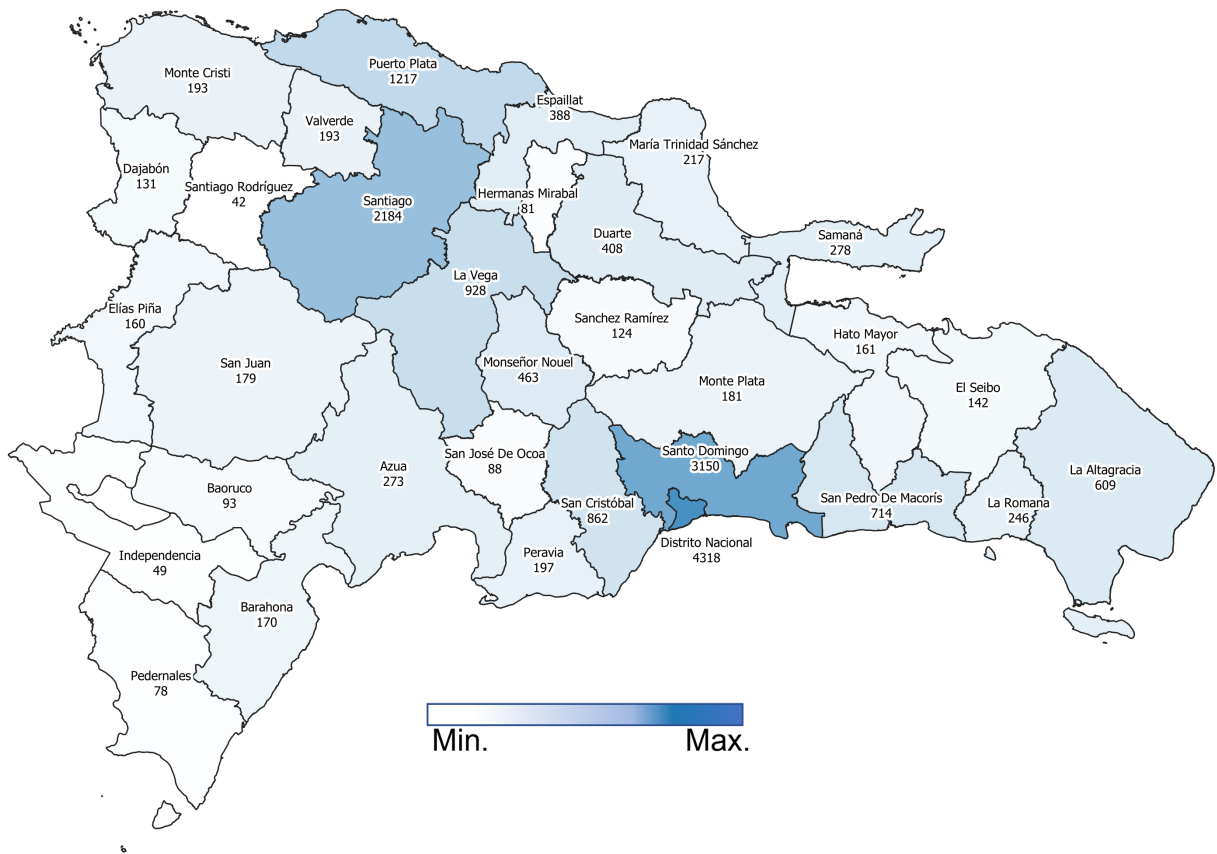 Puerto Plata
1217
Monte Cristi
193
Espaillat
388
Valverde
193
María Trinidad Sánchez
217
Dajabón
131
Santiago Rodríguez
42
Hermanas Mirabal
81
Santiago
2184
Duarte
408
Samaná
278
La Vega
928
Elías Piña
160
Sanchez Ramírez
124
Hato Mayor
161
San Juan
179
Monseñor Nouel
463
Monte Plata
181
El Seibo
142
San José De Ocoa
88
Santo Domingo
3150
Azua
273
La Altagracia
609
Baoruco
93
San Cristóbal
862
San Pedro De Macorís
714
La Romana
246
Distrito Nacional
4318
Independencia
49
Peravia
197
Barahona
170
Pedernales
78
Min. Max.